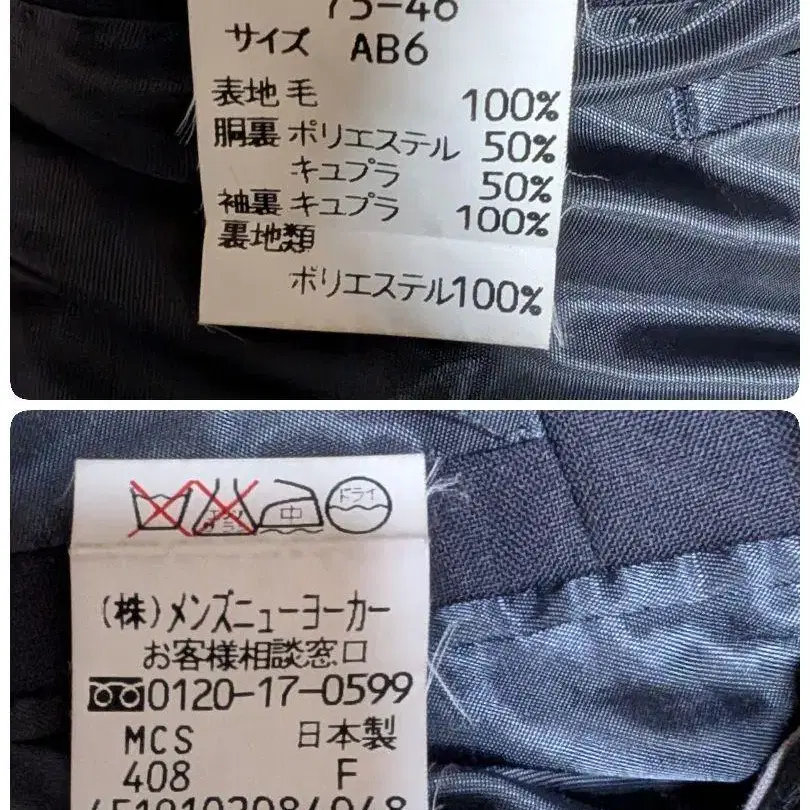 サイズ AB6
表地 毛 100%
胴裏 ポリエステル 50%
キュプラ 50%
袖裏 キュプラ 100%
裏地類
ポリエステル100%
ドライ
中
(株)メンズニューヨーカー
お客様相談窓口
0120-17-0599
MCS 日本製
408 F